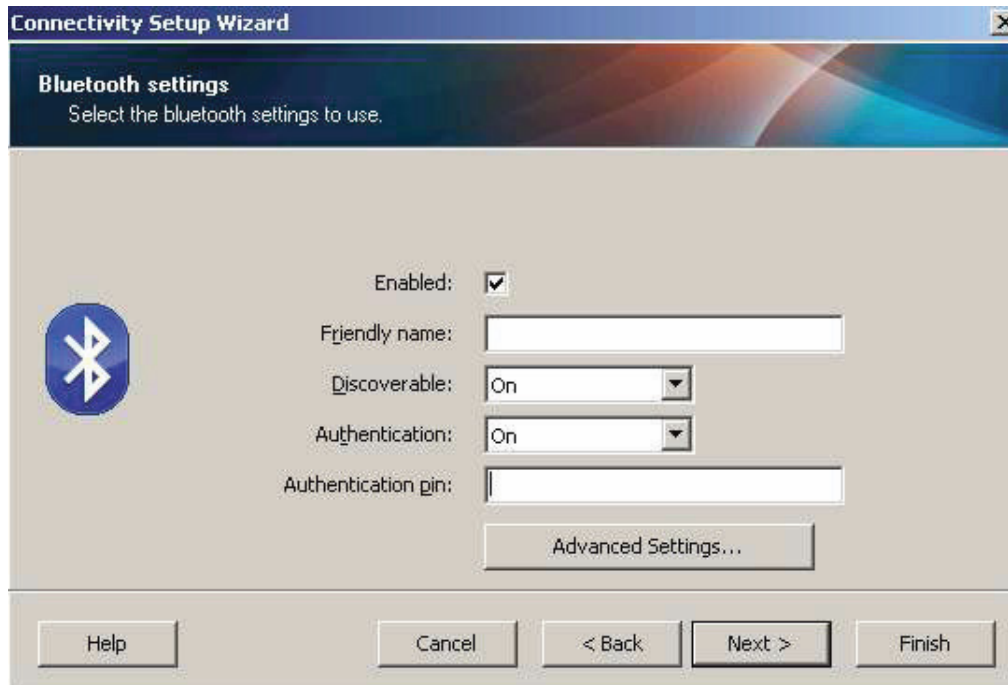 Connectivity Setup Wizard
Bluetooth settings
Select the bluetooth settings to use.
Enabled:
Friendly name:
Discoverable: On
Authentication: On
Authentication pin:
Advanced Settings...
Help Cancel < Back Next > Finish